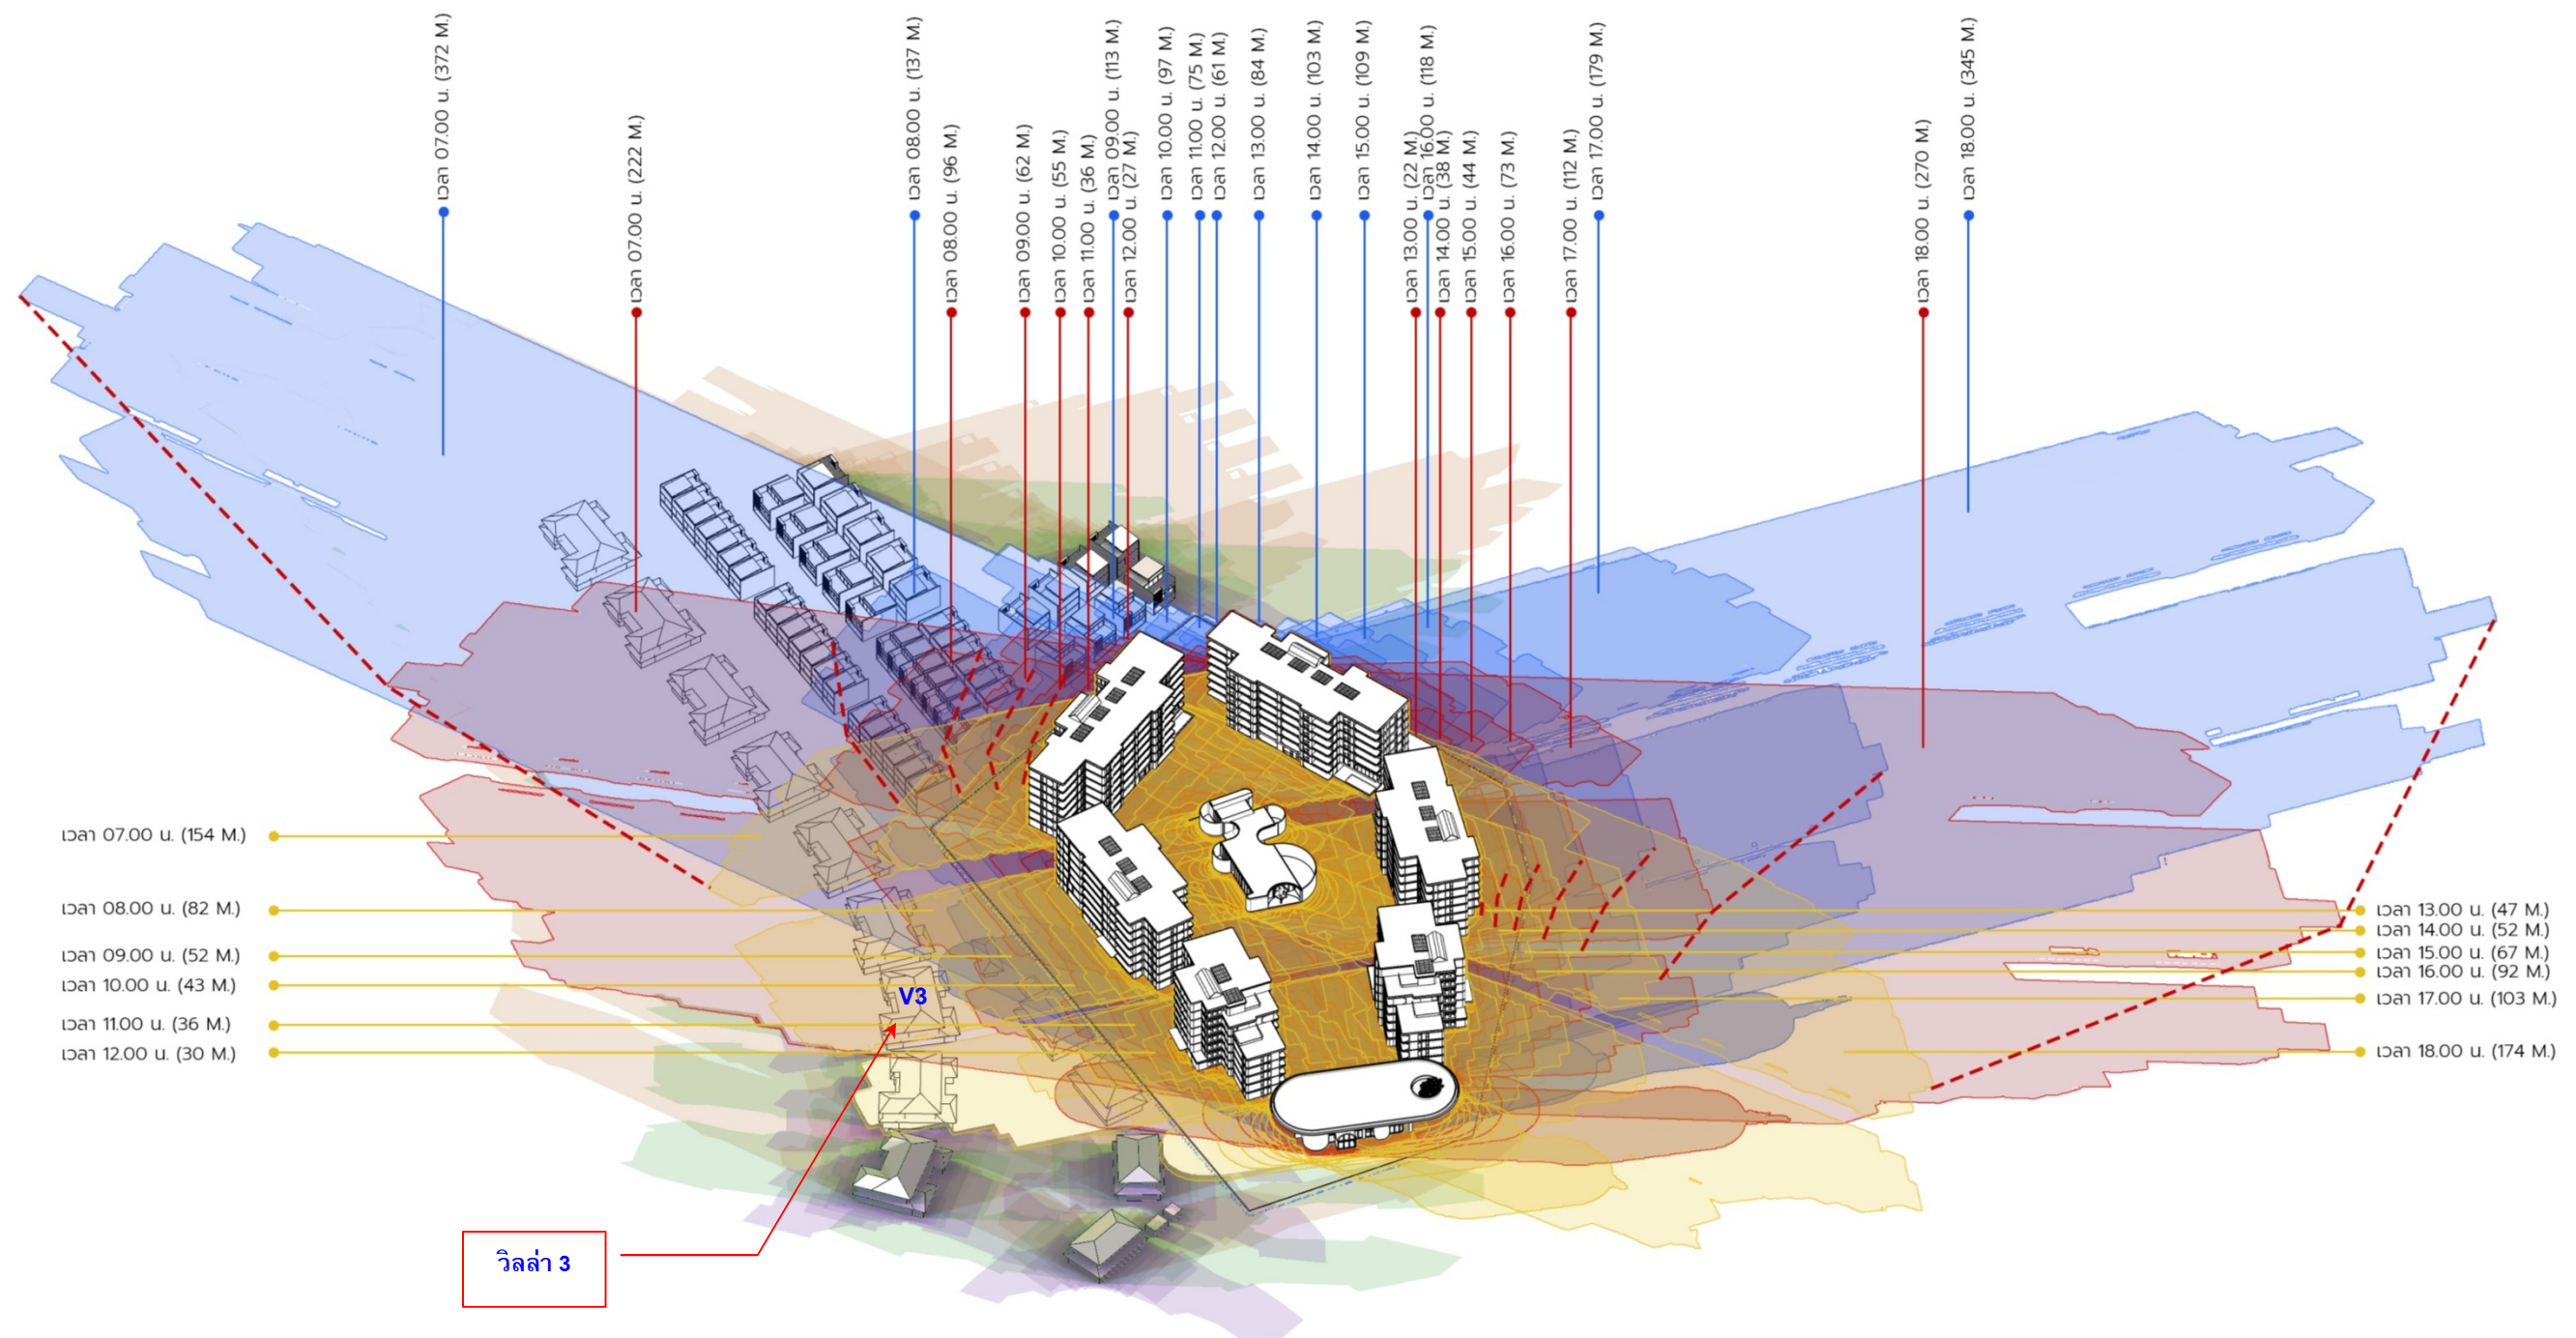 เวลา 07.00 น. (372 M.)
เวลา 08.00 น. (137 M.)
เวลา 09.00 น. (113 M.)
เวลา 10.00 น. (97 M.)
เวลา 11.00 น. (75 M.)
เวลา 12.00 น. (61 M.)
เวลา 13.00 น. (84 M.)
เวลา 14.00 น. (103 M.)
เวลา 15.00 น. (109 M.)
เวลา 16.00 น. (118 M.)
เวลา 17.00 น. (179 M.)
เวลา 18.00 น. (345 M.)
เวลา 07.00 น. (222 M.)
เวลา 08.00 น. (96 M.)
เวลา 09.00 น. (62 M.)
เวลา 10.00 น. (55 M.)
เวลา 11.00 น. (36 M.)
เวลา 12.00 น. (27 M.)
เวลา 13.00 น. (22 M.)
เวลา 14.00 น. (38 M.)
เวลา 15.00 น. (44 M.)
เวลา 16.00 น. (73 M.)
เวลา 17.00 น. (112 M.)
เวลา 18.00 น. (270 M.)
เวลา 07.00 น. (154 M.)
เวลา 08.00 น. (82 M.)
เวลา 09.00 น. (52 M.)
เวลา 10.00 น. (43 M.)
เวลา 11.00 น. (36 M.)
เวลา 12.00 น. (30 M.)
เวลา 13.00 น. (47 M.)
เวลา 14.00 น. (52 M.)
เวลา 15.00 น. (67 M.)
เวลา 16.00 น. (92 M.)
เวลา 17.00 น. (103 M.)
เวลา 18.00 น. (174 M.)
V3
วิลล่า 3